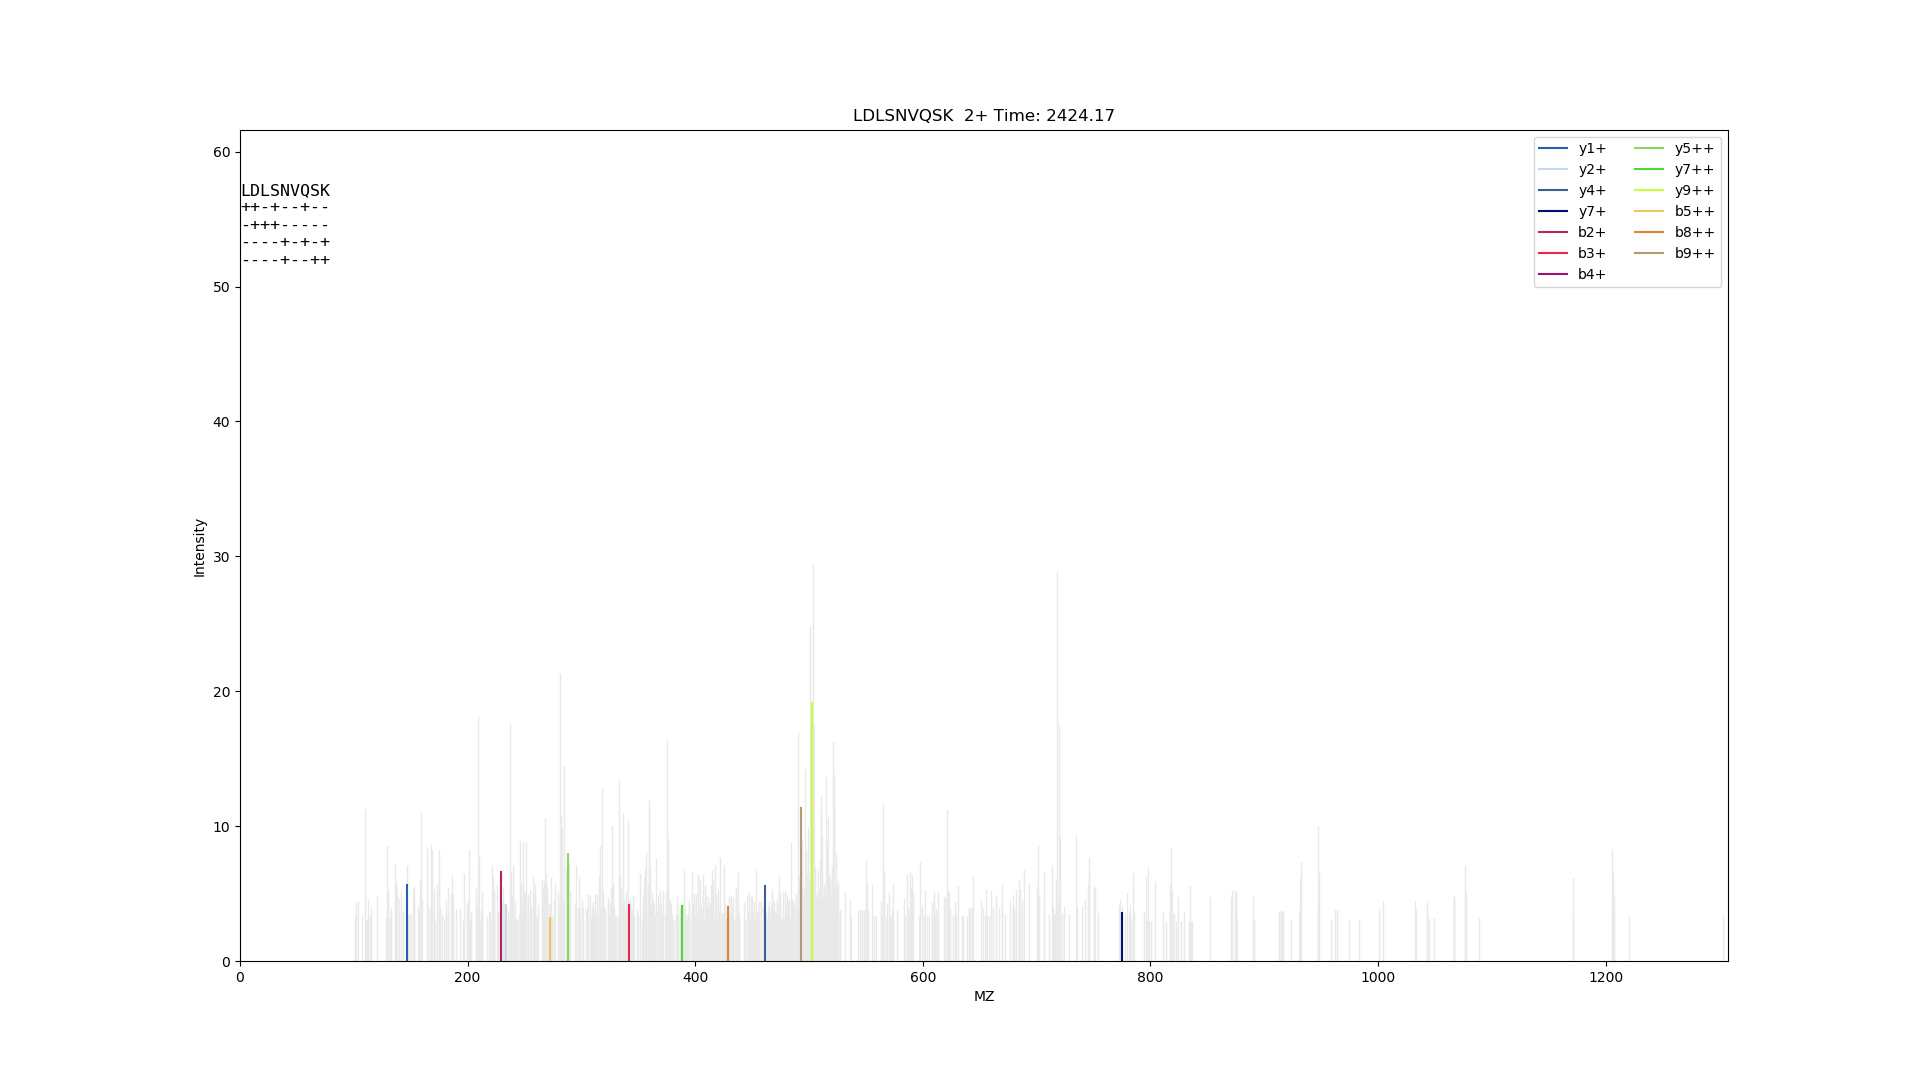 LDLSNVQSK  2+ Time: 2424.17
60
50
40
30
20
10
0
Intensity
LDLSNVQSK
++-+--+--
-+++-----
----+-+-+
----+--++
y1+ y5++
y2+ y7++
y4+ y9++
y7+ b5++
b2+ b8++
b3+ b9++
b4+
0 200 400 600 800 1000 1200
MZ